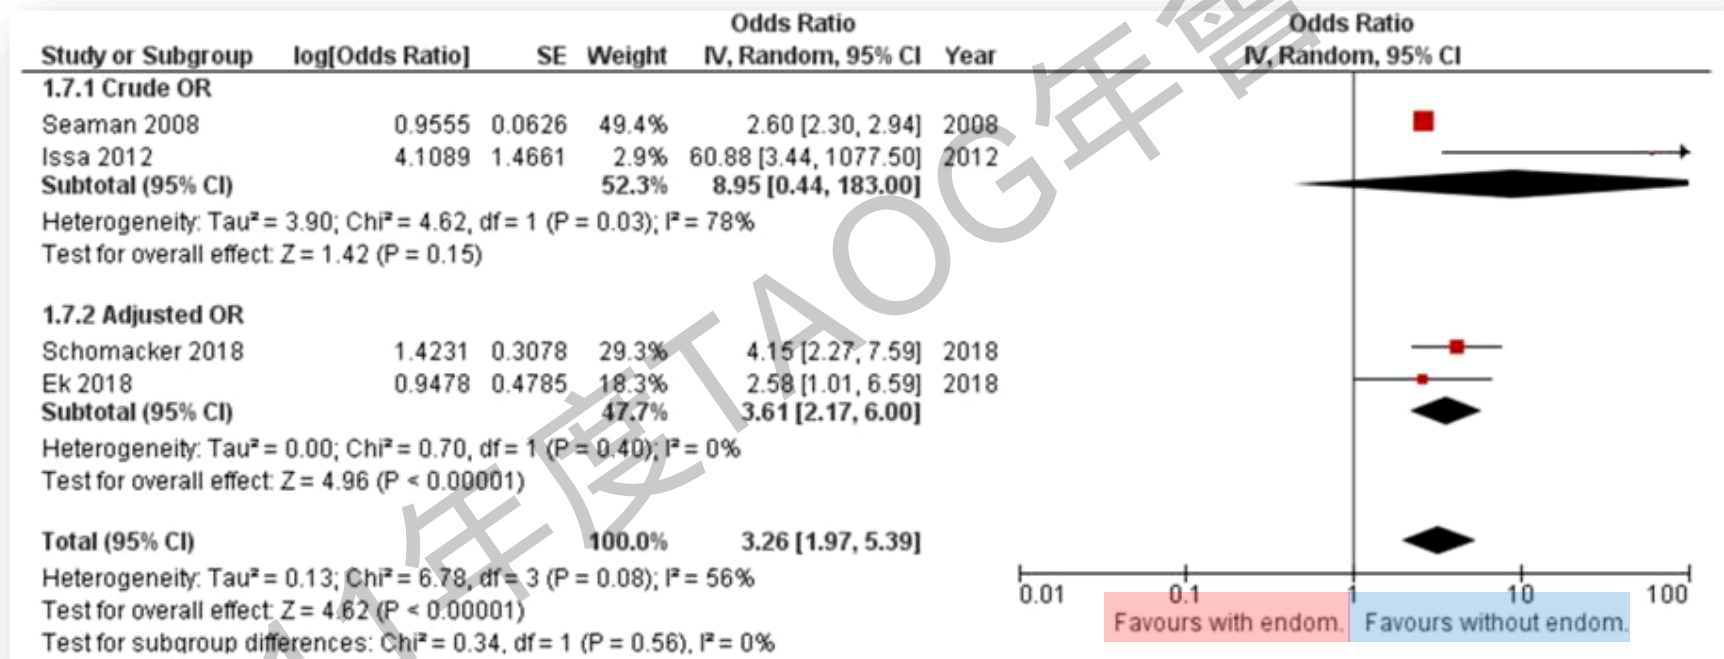 Odds Ratio Odds Ratio
Study or Subgroup log[Odds Ratio] SE Weight IV, Random, 95% CI Year IV, Random, 95% CI
1.7.1 Crude OR
Seaman 2008 0.9555 0.0626 49.4% 2.60 [2.30, 2.94] 2008
Issa 2012 4.1089 1.4661 2.9% 60.88 [3.44, 1077.50] 2012
Subtotal (95% CI) 52.3% 8.95 [0.44, 183.00]
Heterogeneity: Tau² = 3.90; Chi² = 4.62, df = 1 (P = 0.03); I² = 78%
Test for overall effect: Z = 1.42 (P = 0.15)
1.7.2 Adjusted OR
Schomacker 2018 1.4231 0.3078 29.3% 4.15 [2.27, 7.59] 2018
Ek 2018 0.9478 0.4785 18.3% 2.58 [1.01, 6.59] 2018
Subtotal (95% CI) 47.7% 3.61 [2.17, 6.00]
Heterogeneity: Tau² = 0.00; Chi² = 0.70, df = 1 (P = 0.40); I² = 0%
Test for overall effect: Z = 4.96 (P < 0.00001)
Total (95% CI) 100.0% 3.26 [1.97, 5.39]
Heterogeneity: Tau² = 0.13; Chi² = 6.78, df = 3 (P = 0.08); I² = 56%
Test for overall effect: Z = 4.62 (P < 0.00001)
Test for subgroup differences: Chi² = 0.34, df = 1 (P = 0.56), I² = 0%
0.01 0.1 1 10 100
Favours with endom. Favours without endom.
11年度TAOG年會